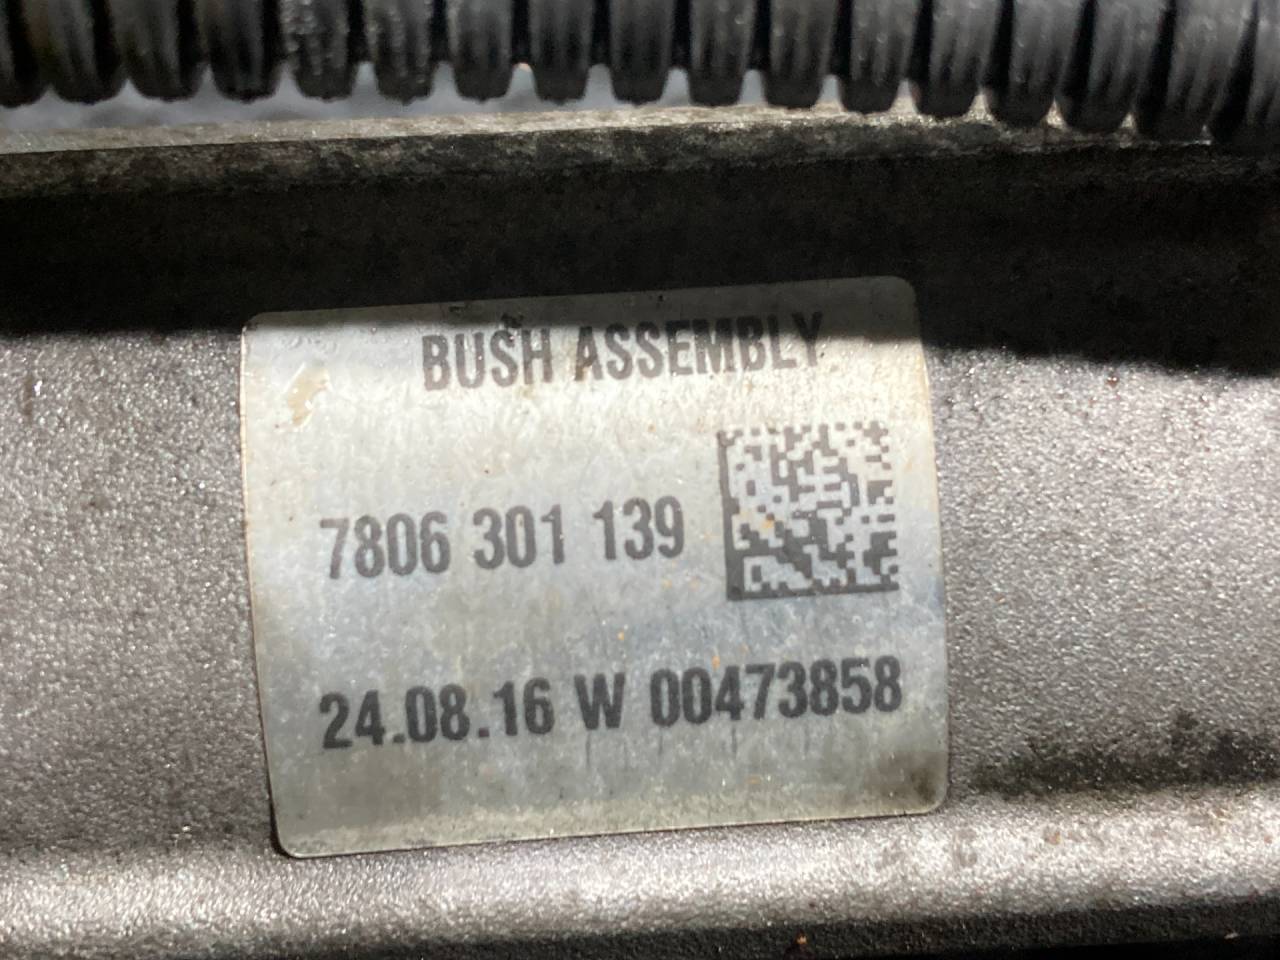 BUSH ASSEMBLY
7806 301 139
24.08.16 W 00473858